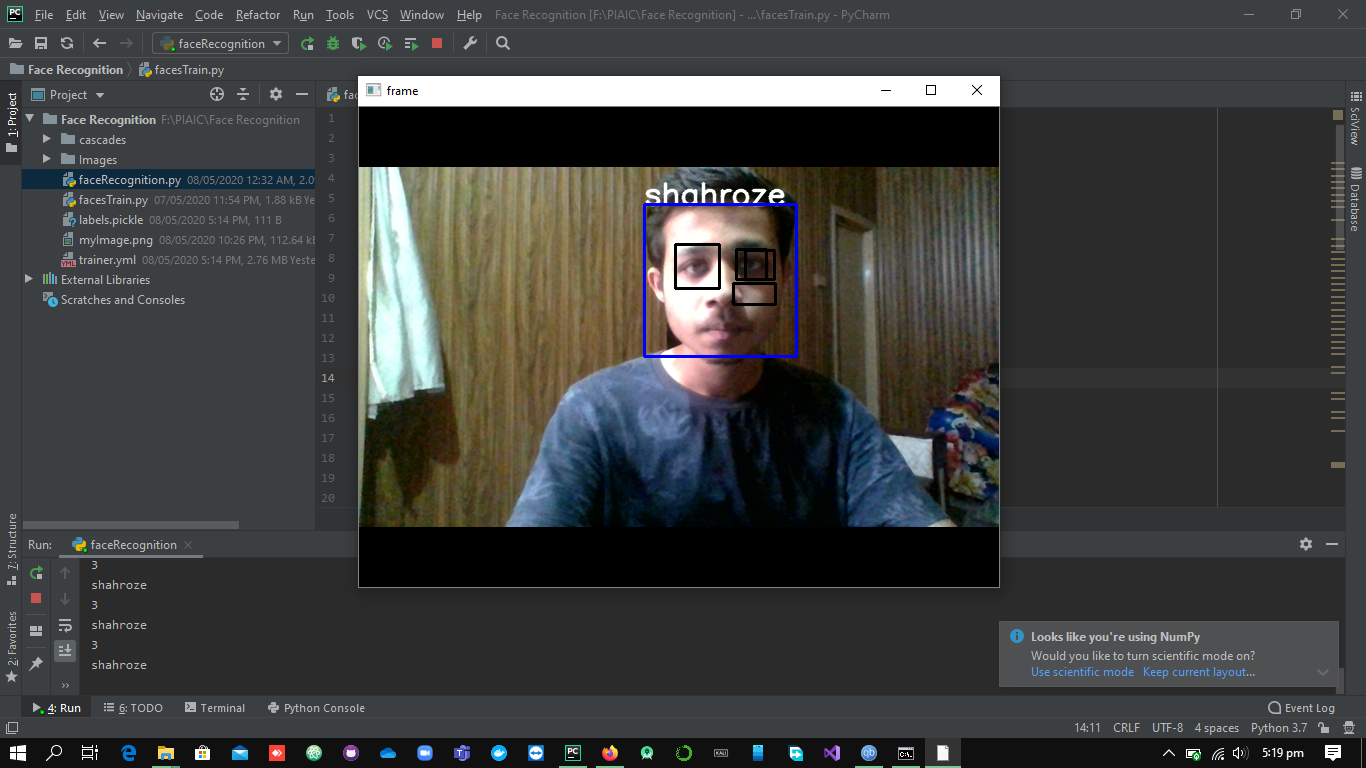 PC File Edit View Navigate Code Refactor Run Tools VCS Window Help Face Recognition [F:\PIAIC\Face Recognition] - ...\facesTrain.py - PyCharm
faceRecognition
Face Recognition facesTrain.py
1: Project
Project
Face Recognition F:\PIAIC\Face Recognition
cascades
Images
faceRecognition.py 08/05/2020 12:32 AM, 2.0
facesTrain.py 07/05/2020 11:54 PM, 1.88 kB Ye
labels.pickle 08/05/2020 5:14 PM, 111 B
myImage.png 08/05/2020 10:26 PM, 112.64 kB
trainer.yml 08/05/2020 5:14 PM, 2.76 MB Yeste
External Libraries
Scratches and Consoles
fac
1
2
3
4
5
6
7
8
9
10
11
12
13
14
15
16
17
18
19
20
frame
shahroze
SciView
Database
7: Structure
2: Favorites
Run: faceRecognition
3
shahroze
3
shahroze
3
shahroze
Looks like you're using NumPy
Would you like to turn scientific mode on?
Use scientific mode Keep current layout...
4: Run 6: TODO Terminal Python Console Event Log
14:11 CRLF UTF-8 4 spaces Python 3.7
PC KAU 5:19 pm